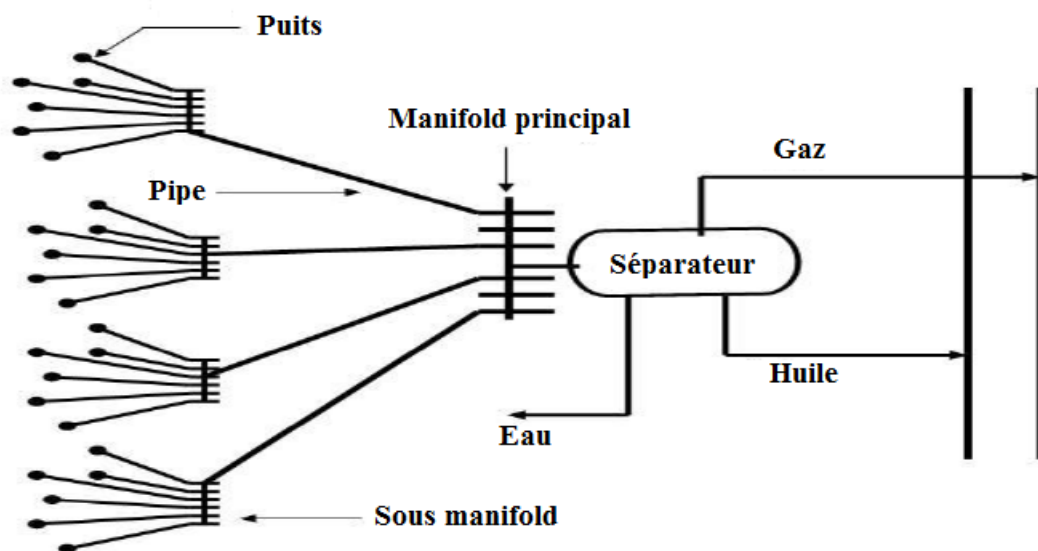 Puits
Manifold principal
Gaz
Pipe
Séparateur
Huile
Eau
Sous manifold